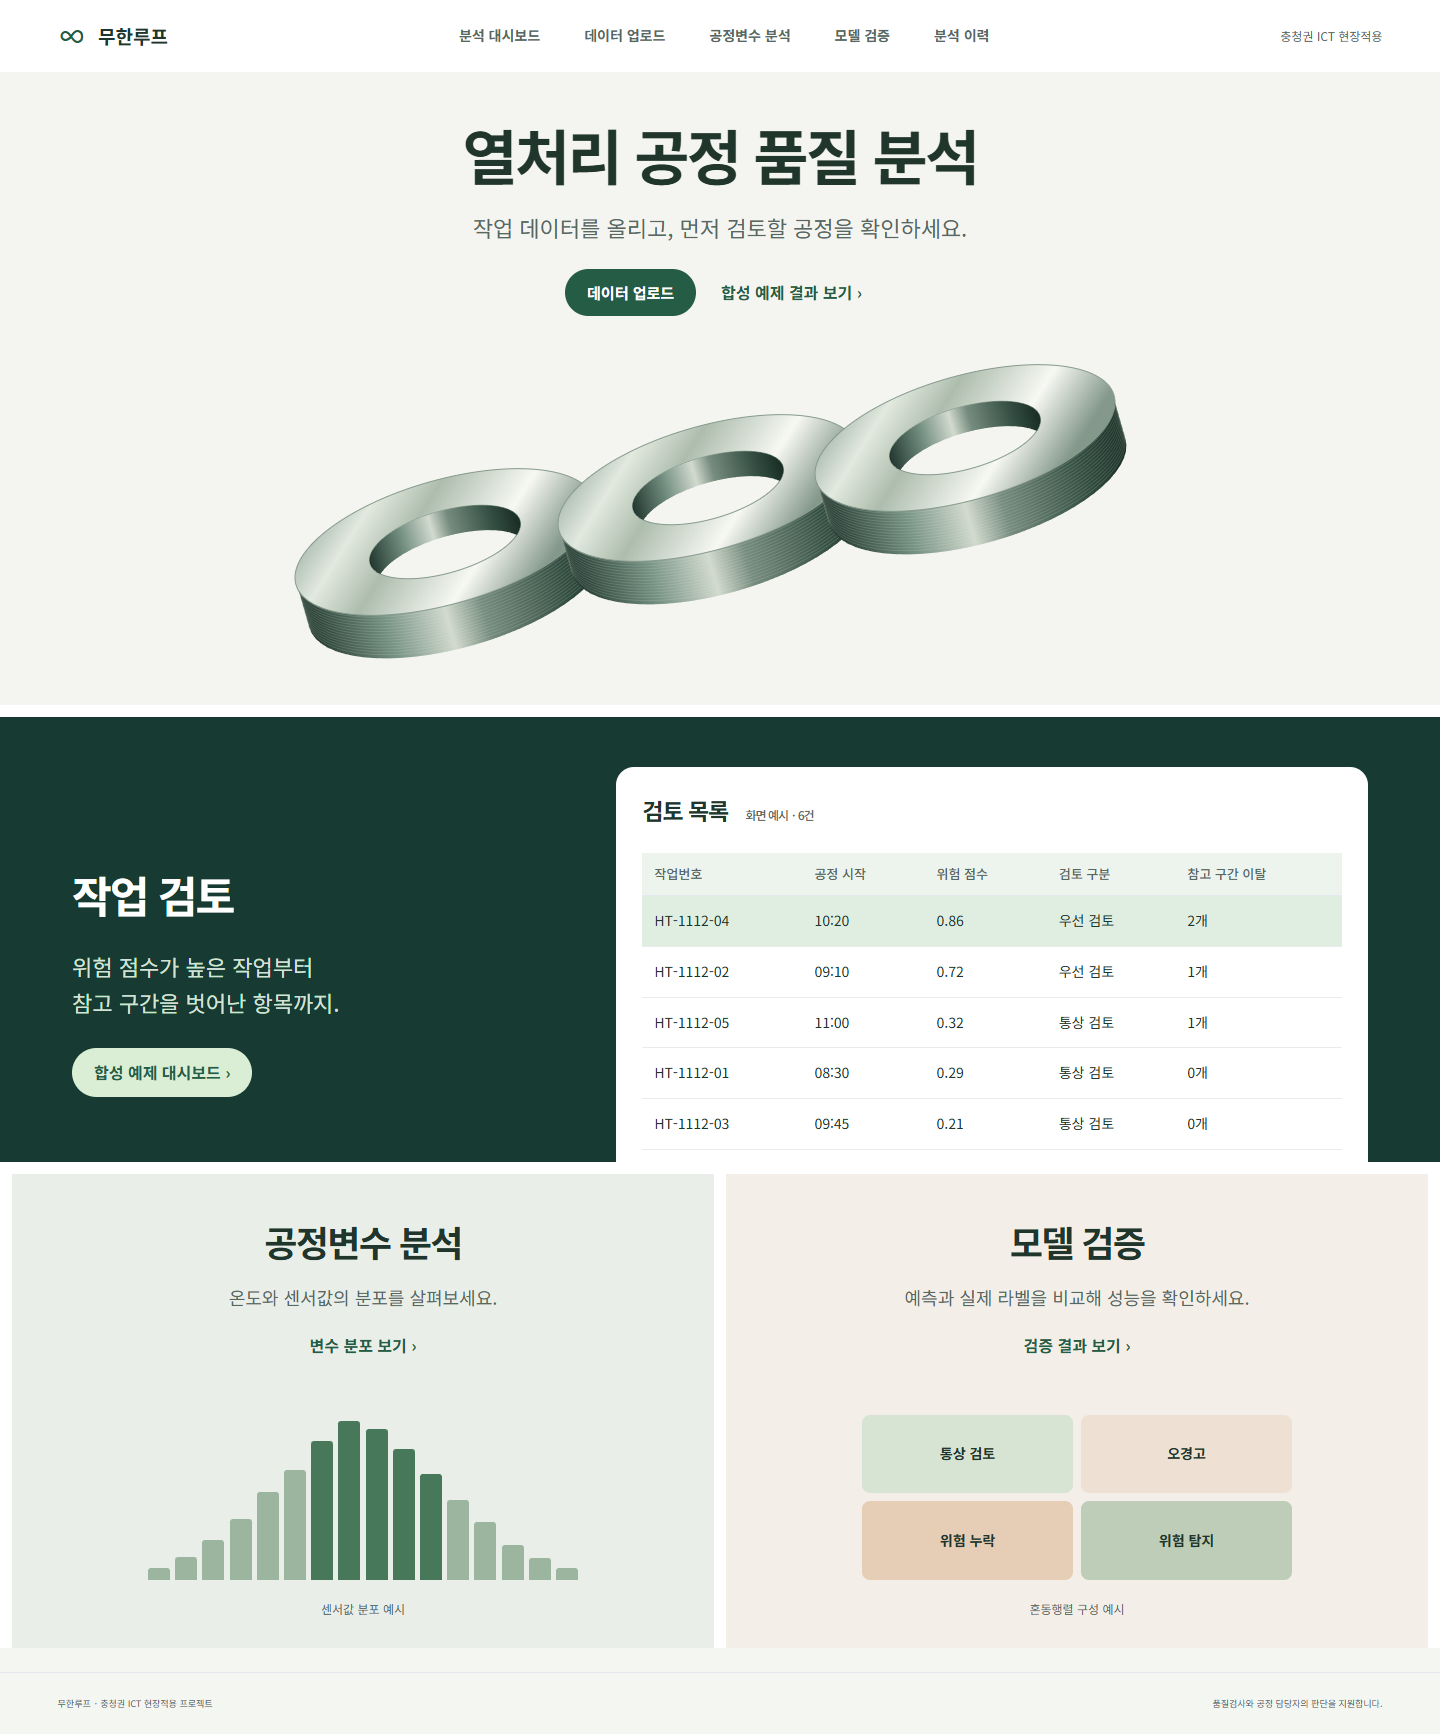 무한루프
분석 대시보드 데이터 업로드 공정변수 분석 모델 검증 분석 이력
충청권 ICT 현장적용
열처리 공정 품질 분석
작업 데이터를 올리고, 먼저 검토할 공정을 확인하세요.
데이터 업로드 합성 예제 결과 보기 ›
작업 검토
위험 점수가 높은 작업부터
참고 구간을 벗어난 항목까지.
합성 예제 대시보드 ›
검토 목록 화면 예시 · 6건
작업번호 공정 시작 위험 점수 검토 구분 참고 구간 이탈
HT-1112-04 10:20 0.86 우선 검토 2개
HT-1112-02 09:10 0.72 우선 검토 1개
HT-1112-05 11:00 0.32 통상 검토 1개
HT-1112-01 08:30 0.29 통상 검토 0개
HT-1112-03 09:45 0.21 통상 검토 0개
공정변수 분석
온도와 센서값의 분포를 살펴보세요.
변수 분포 보기 ›
센서값 분포 예시
모델 검증
예측과 실제 라벨을 비교해 성능을 확인하세요.
검증 결과 보기 ›
통상 검토 오경고
위험 누락 위험 탐지
혼동행렬 구성 예시
무한루프 · 충청권 ICT 현장적용 프로젝트
품질검사와 공정 담당자의 판단을 지원합니다.